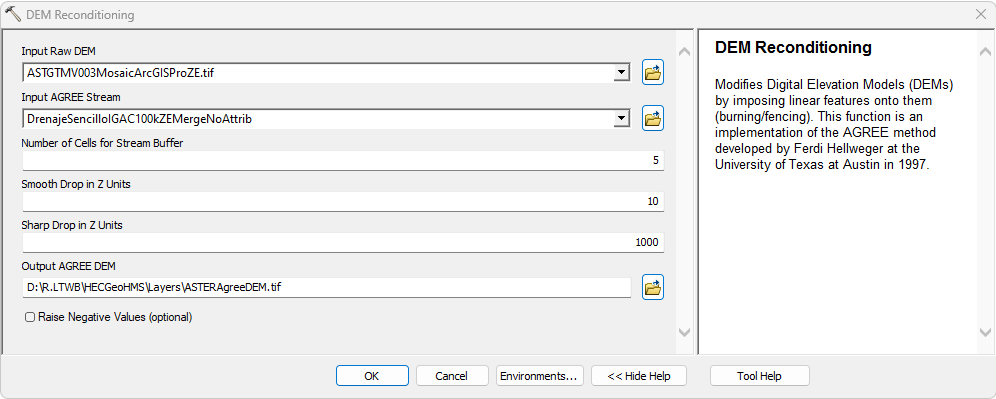 DEM Reconditioning
Input Raw DEM
ASTGTMV003MosaicArcGISProZE.tif
Input AGREE Stream
DrenajeSencilloIGAC100kZEMergeNoAttrib
Number of Cells for Stream Buffer
5
Smooth Drop in Z Units
10
Sharp Drop in Z Units
1000
Output AGREE DEM
D:\R.LTWB\HECGeoHMS\Layers\ASTERAgreeDEM.tif
Raise Negative Values (optional)
DEM Reconditioning
Modifies Digital Elevation Models (DEMs)
by imposing linear features onto them
(burning/fencing). This function is an
implementation of the AGREE method
developed by Ferdi Hellweger at the
University of Texas at Austin in 1997.
OK
Cancel
Environments...
<< Hide Help
Tool Help